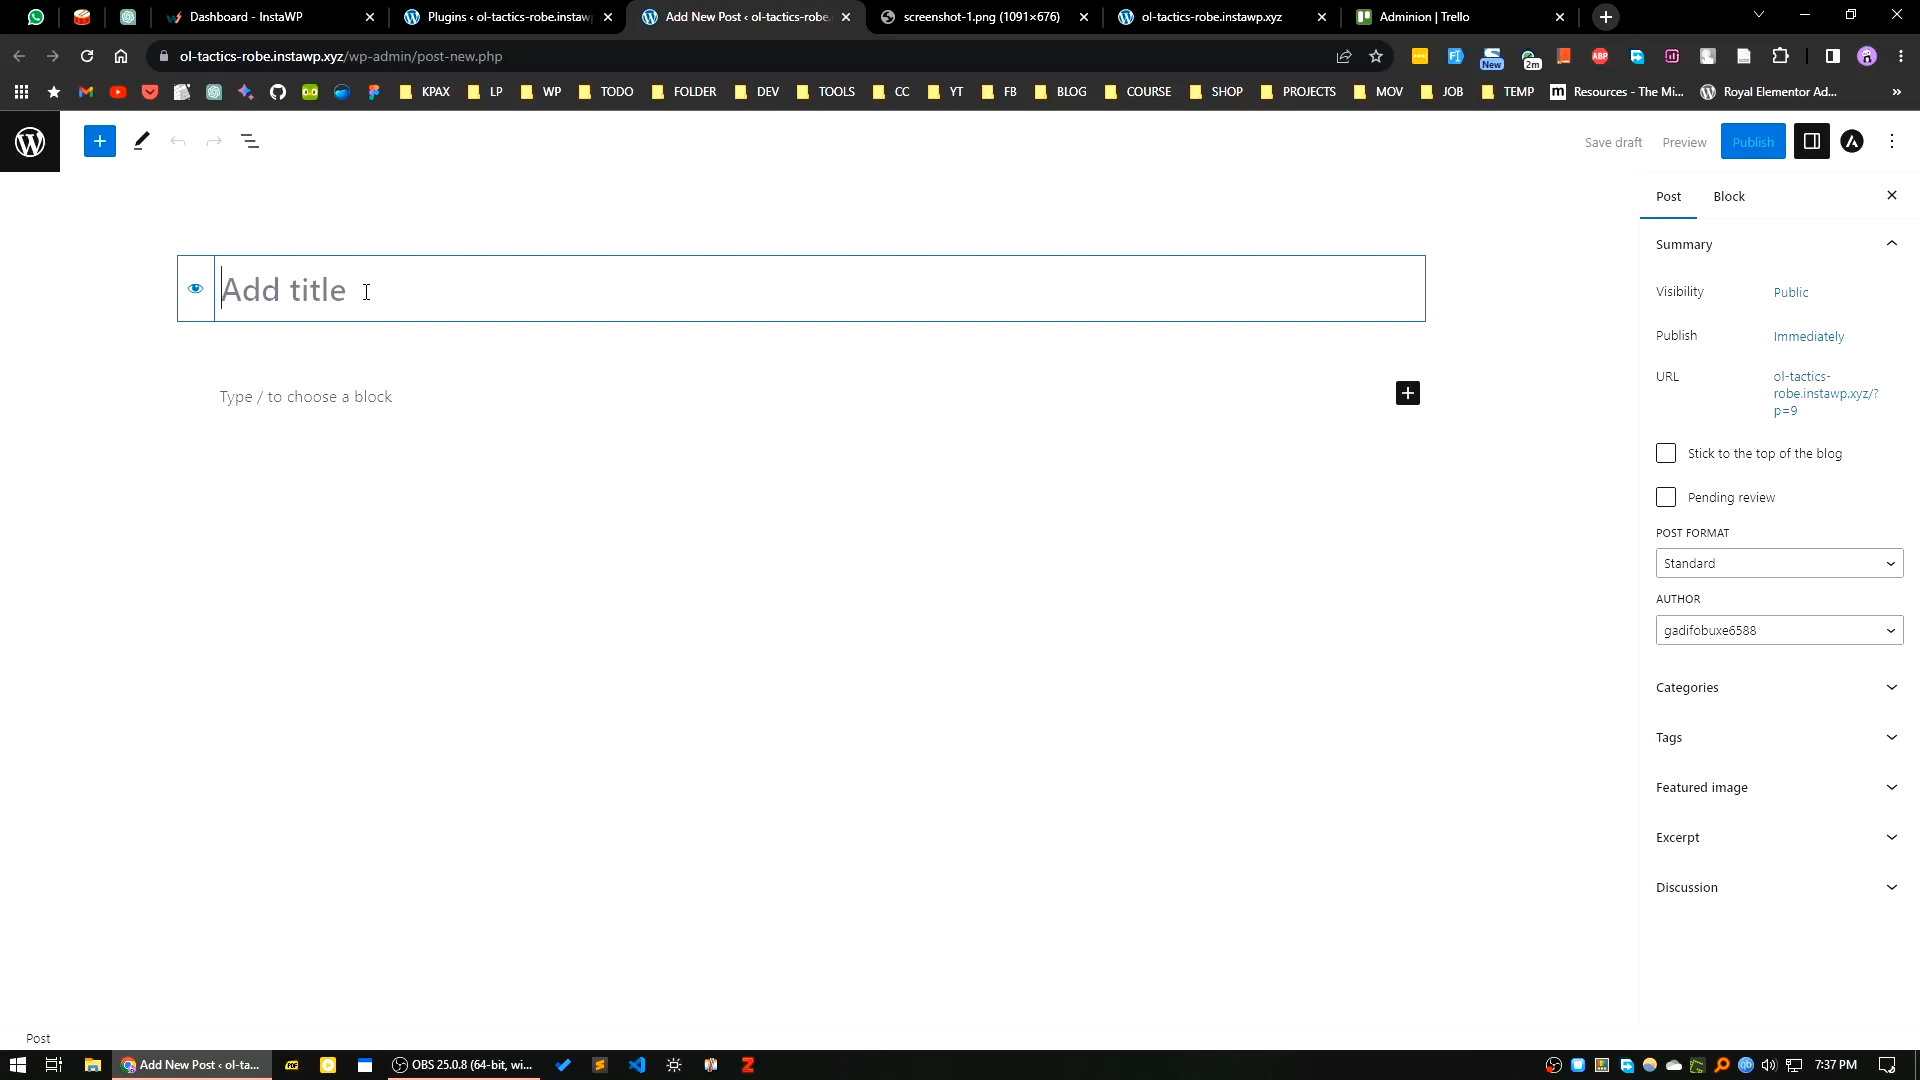 Dashboard - InstaWP
Plugins ‹ ol-tactics-robe.instaw
Add New Post ‹ ol-tactics-robe.
screenshot-1.png (1091×676)
ol-tactics-robe.instawp.xyz
Adminion | Trello
ol-tactics-robe.instawp.xyz/wp-admin/post-new.php
New
2m
ABP
KPAX
LP
WP
TODO
FOLDER
DEV
TOOLS
CC
YT
FB
BLOG
COURSE
SHOP
PROJECTS
MOV
JOB
TEMP
Resources - The Mi...
Royal Elementor Ad...
»
Save draft
Preview
Publish
Post
Block
Summary
Add title
Visibility
Public
Publish
Immediately
URL
ol-tactics-
robe.instawp.xyz/?
p=9
Type / to choose a block
Stick to the top of the blog
Pending review
POST FORMAT
Standard
AUTHOR
gadifobuxe6588
Categories
Tags
Featured image
Excerpt
Discussion
Post
Add New Post ‹ ol-ta...
OBS 25.0.8 (64-bit, wi...
7:37 PM